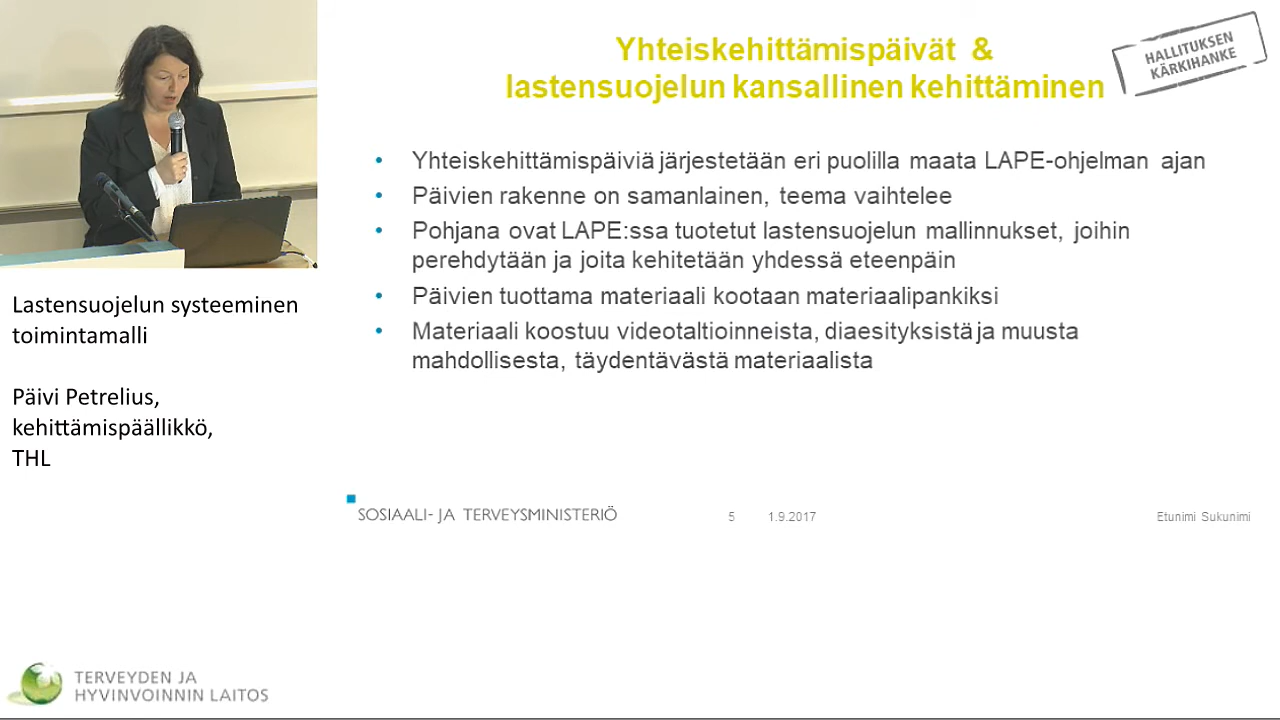 Yhteiskehittämispäivät &
lastensuojelun kansallinen kehittäminen
HALLITUKSEN
KÄRKIHANKE
• Yhteiskehittämispäiviä järjestetään eri puolilla maata LAPE-ohjelman ajan
• Päivien rakenne on samanlainen, teema vaihtelee
• Pohjana ovat LAPE:ssa tuotetut lastensuojelun mallinnukset, joihin
perehdytään ja joita kehitetään yhdessä eteenpäin
• Päivien tuottama materiaali kootaan materiaalipankiksi
• Materiaali koostuu videotaltioinneista, diaesityksistä ja muusta
mahdollisesta, täydentävästä materiaalista
Lastensuojelun systeeminen
toimintamalli
Päivi Petrelius,
kehittämispäällikkö,
THL
SOSIAALI- JA TERVEYSMINISTERIÖ
5
1.9.2017
Etunimi Sukunimi
TERVEYDEN JA
HYVINVOINNIN LAITOS